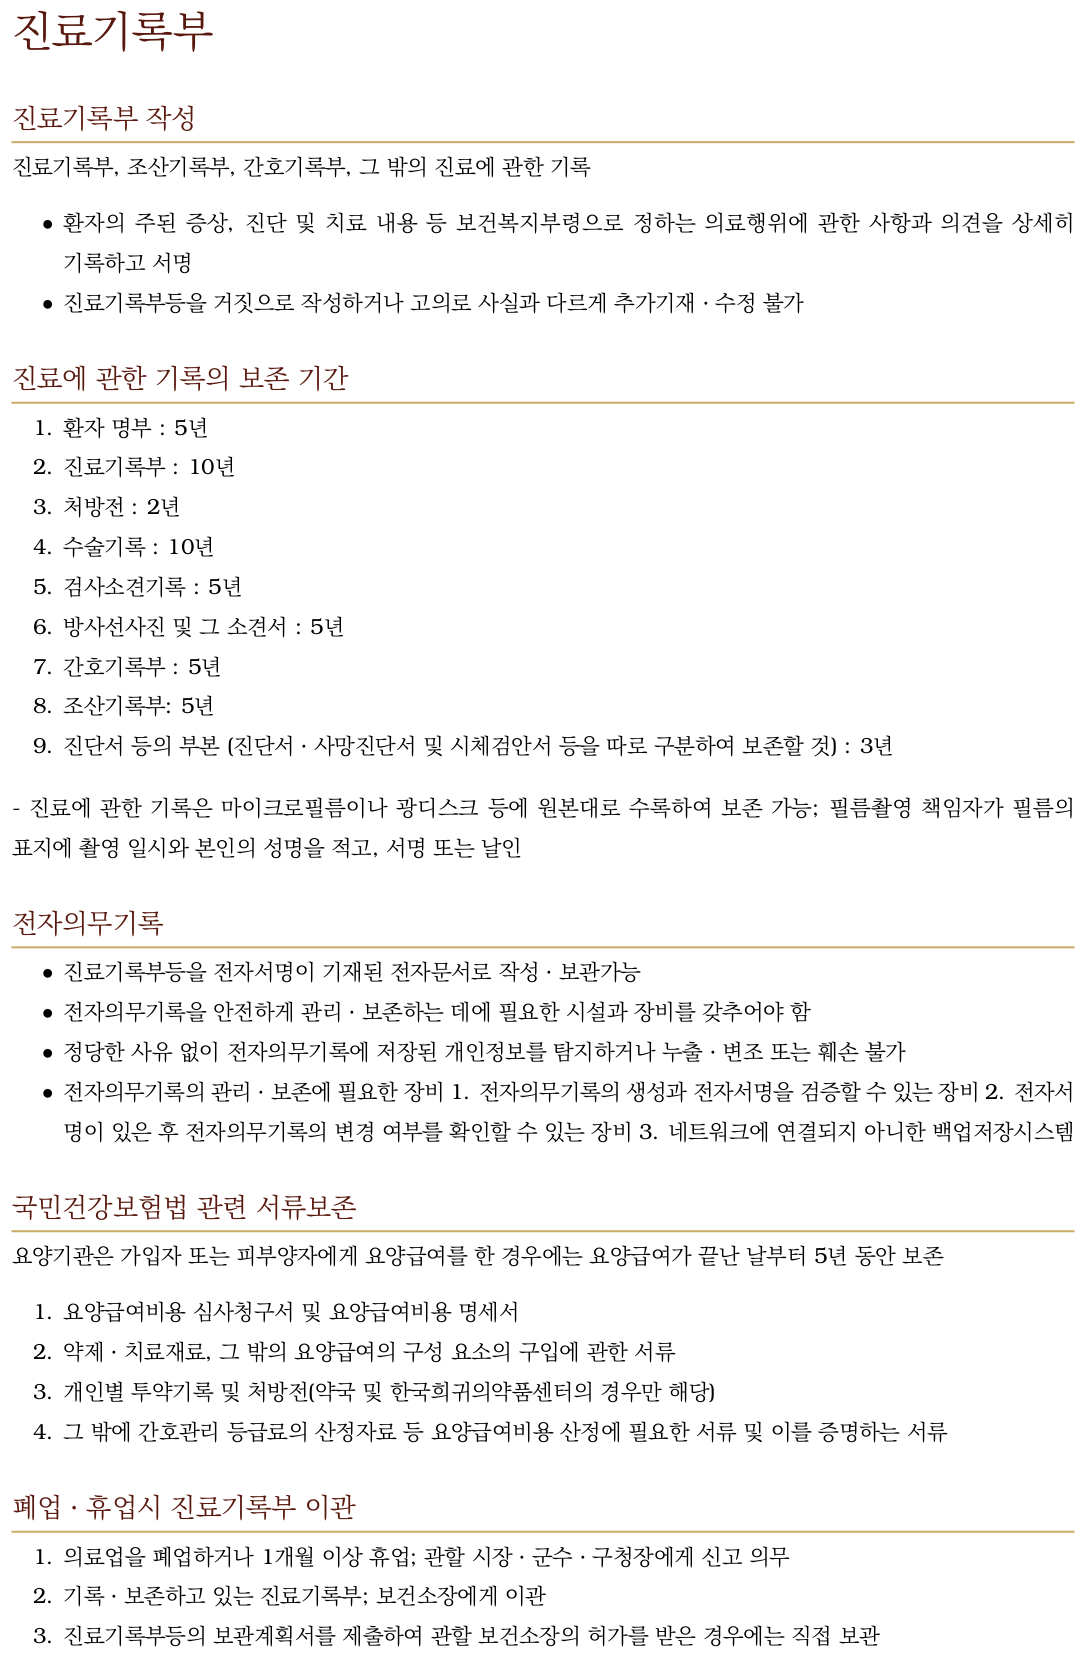 진료기록부
진료기록부 작성
진료기록부, 조산기록부, 간호기록부, 그 밖의 진료에 관한 기록
• 환자의 주된 증상, 진단 및 치료 내용 등 보건복지부령으로 정하는 의료행위에 관한 사항과 의견을 상세히
기록하고 서명
• 진료기록부등을 거짓으로 작성하거나 고의로 사실과 다르게 추가기재 · 수정 불가
진료에 관한 기록의 보존 기간
1. 환자 명부 : 5년
2. 진료기록부 : 10년
3. 처방전 : 2년
4. 수술기록 : 10년
5. 검사소견기록 : 5년
6. 방사선사진 및 그 소견서 : 5년
7. 간호기록부 : 5년
8. 조산기록부: 5년
9. 진단서 등의 부본 (진단서 · 사망진단서 및 시체검안서 등을 따로 구분하여 보존할 것) : 3년
- 진료에 관한 기록은 마이크로필름이나 광디스크 등에 원본대로 수록하여 보존 가능; 필름촬영 책임자가 필름의
표지에 촬영 일시와 본인의 성명을 적고, 서명 또는 날인
전자의무기록
• 진료기록부등을 전자서명이 기재된 전자문서로 작성 · 보관가능
• 전자의무기록을 안전하게 관리 · 보존하는 데에 필요한 시설과 장비를 갖추어야 함
• 정당한 사유 없이 전자의무기록에 저장된 개인정보를 탐지하거나 누출 · 변조 또는 훼손 불가
• 전자의무기록의 관리 · 보존에 필요한 장비 1. 전자의무기록의 생성과 전자서명을 검증할 수 있는 장비 2. 전자서
명이 있은 후 전자의무기록의 변경 여부를 확인할 수 있는 장비 3. 네트워크에 연결되지 아니한 백업저장시스템
국민건강보험법 관련 서류보존
요양기관은 가입자 또는 피부양자에게 요양급여를 한 경우에는 요양급여가 끝난 날부터 5년 동안 보존
1. 요양급여비용 심사청구서 및 요양급여비용 명세서
2. 약제 · 치료재료, 그 밖의 요양급여의 구성 요소의 구입에 관한 서류
3. 개인별 투약기록 및 처방전(약국 및 한국희귀의약품센터의 경우만 해당)
4. 그 밖에 간호관리 등급료의 산정자료 등 요양급여비용 산정에 필요한 서류 및 이를 증명하는 서류
폐업 · 휴업시 진료기록부 이관
1. 의료업을 폐업하거나 1개월 이상 휴업; 관할 시장 · 군수 · 구청장에게 신고 의무
2. 기록 · 보존하고 있는 진료기록부; 보건소장에게 이관
3. 진료기록부등의 보관계획서를 제출하여 관할 보건소장의 허가를 받은 경우에는 직접 보관